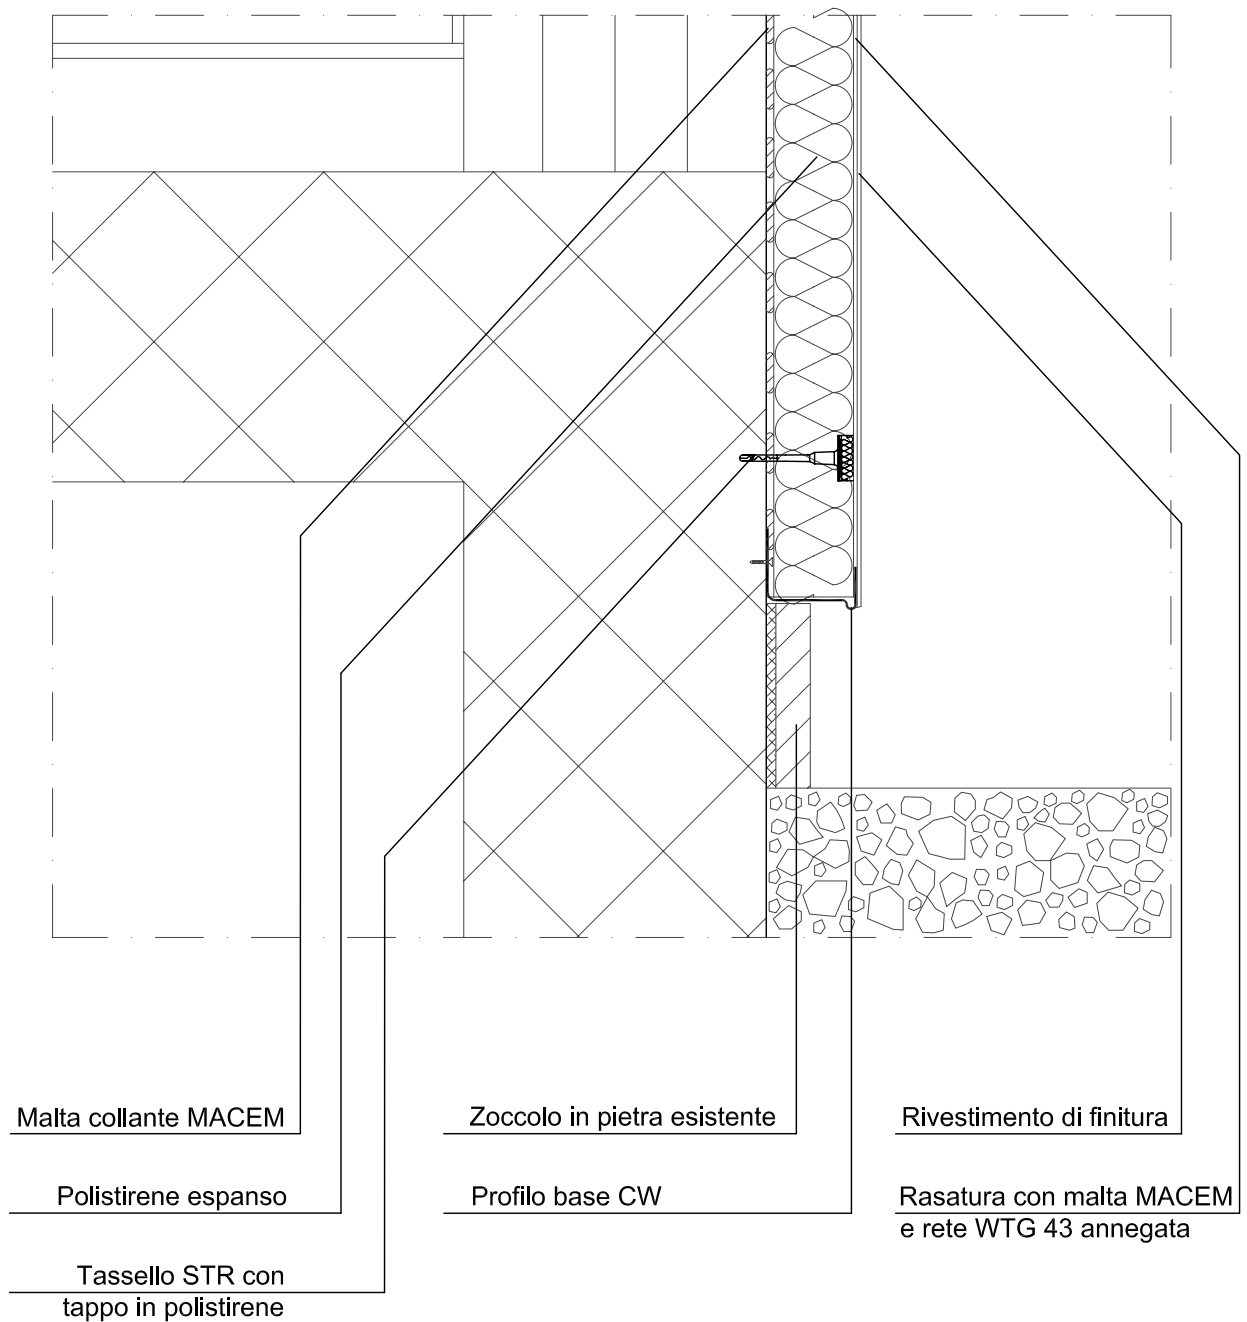 Malta collante MACEM
Polistirene espanso
Tassello STR con
tappo in polistirene
Zoccolo in pietra esistente
Profilo base CW
Rivestimento di finitura
Rasatura con malta MACEM
e rete WTG 43 annegata